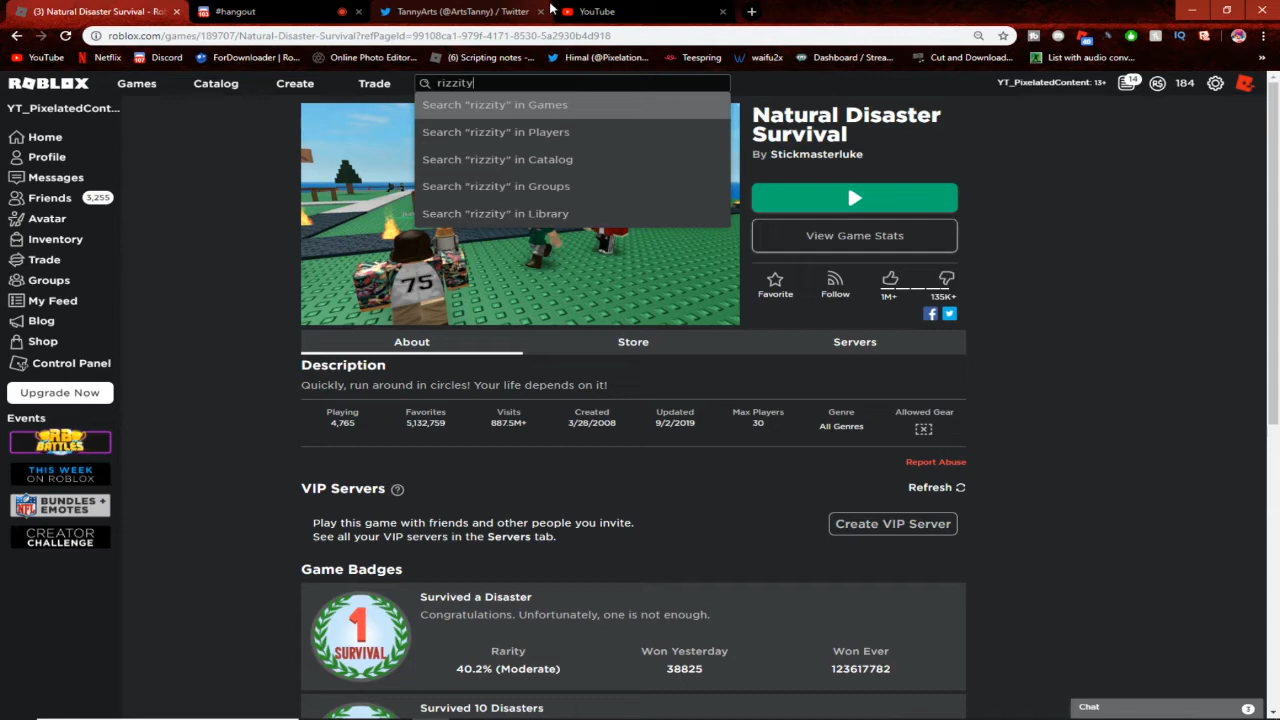 (3) Natural Disaster Survival - Ro
#hangout
TannyArts (@ArtsTanny) / Twitter
YouTube
roblox.com/games/189707/Natural-Disaster-Survival?refPageId=99108ca1-979f-4171-8530-5a2930b4d918
YouTube
Netflix
Discord
ForDownloader | Ro...
Online Photo Editor...
(6) Scripting notes -...
Himal (@Pixelation...
Teespring
waifu2x
Dashboard / Strea...
Cut and Download...
List with audio conv...
ROBLOX
Games
Catalog
Create
Trade
rizzity
YT_PixelatedContent: 13+
14
184
Search "rizzity" in Games
Search "rizzity" in Players
Search "rizzity" in Catalog
Search "rizzity" in Groups
Search "rizzity" in Library
YT_PixelatedCont...
Home
Profile
Messages
Friends
3,255
Avatar
Inventory
Trade
Groups
My Feed
Blog
Shop
Control Panel
Upgrade Now
Events
RB BATTLES
THIS WEEK
ON ROBLOX
NFL
BUNDLES +
EMOTES
CREATOR
CHALLENGE
75
Natural Disaster
Survival
By Stickmasterluke
View Game Stats
Favorite
Follow
1M+
135K+
About
Store
Servers
Description
Quickly, run around in circles! Your life depends on it!
Playing
4,765
Favorites
5,132,759
Visits
887.5M+
Created
3/28/2008
Updated
9/2/2019
Max Players
30
Genre
All Genres
Allowed Gear
Report Abuse
VIP Servers
Refresh
Play this game with friends and other people you invite.
See all your VIP servers in the Servers tab.
Create VIP Server
Game Badges
1
SURVIVAL
Survived a Disaster
Congratulations. Unfortunately, one is not enough.
Rarity
40.2% (Moderate)
Won Yesterday
38825
Won Ever
123617782
Survived 10 Disasters
Chat
3